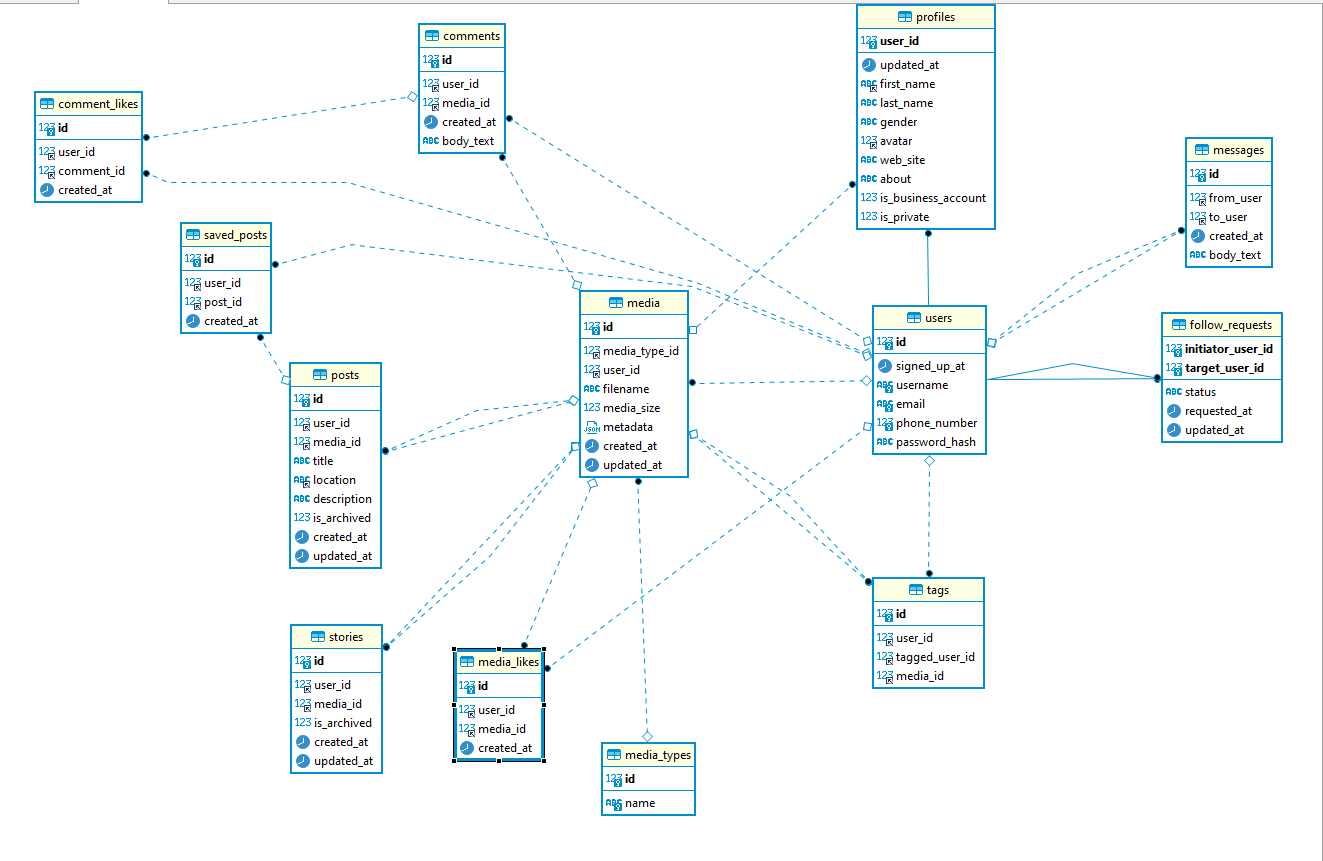 profiles
user_id
updated_at
first_name
last_name
gender
avatar
web_site
about
is_business_account
is_private
comments
id
user_id
media_id
created_at
body_text
comment_likes
id
user_id
comment_id
created_at
messages
id
from_user
to_user
created_at
body_text
saved_posts
id
user_id
post_id
created_at
media
id
media_type_id
user_id
filename
media_size
metadata
created_at
updated_at
users
id
signed_up_at
username
email
phone_number
password_hash
follow_requests
initiator_user_id
target_user_id
status
requested_at
updated_at
posts
id
user_id
media_id
title
location
description
is_archived
created_at
updated_at
tags
id
user_id
tagged_user_id
media_id
stories
id
user_id
media_id
is_archived
created_at
updated_at
media_likes
id
user_id
media_id
created_at
media_types
id
name